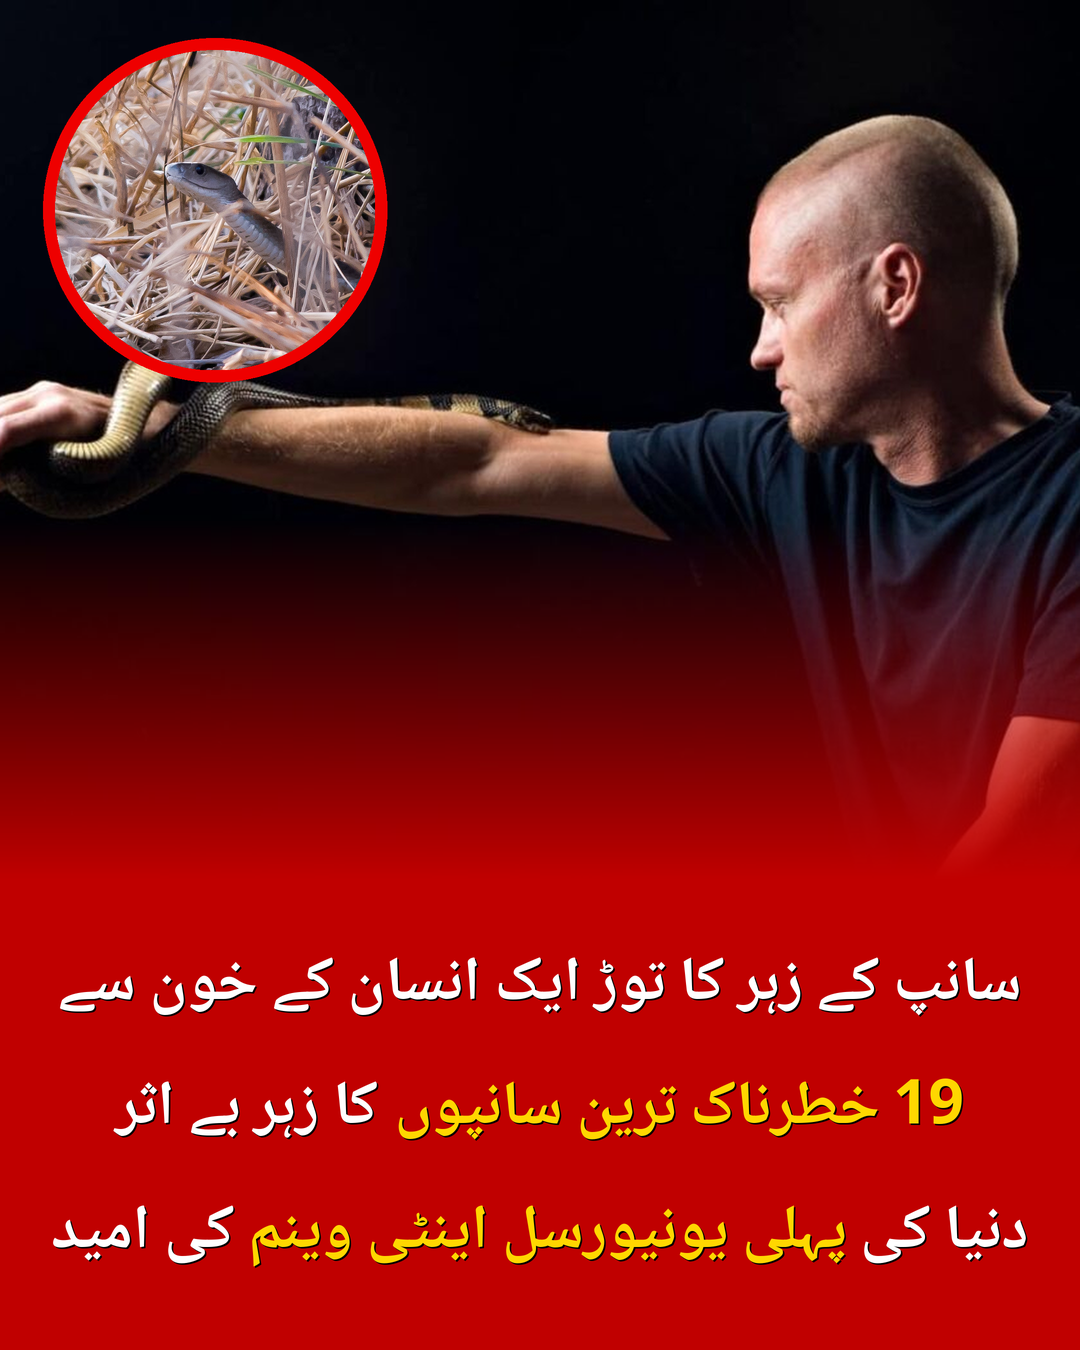 سانپ کے زہر کا توڑ ایک انسان کے خون سے
19 خطرناک ترین سانپوں کا زہر بے اثر
دنیا کی پہلی یونیورسل اینٹی وینم کی امید